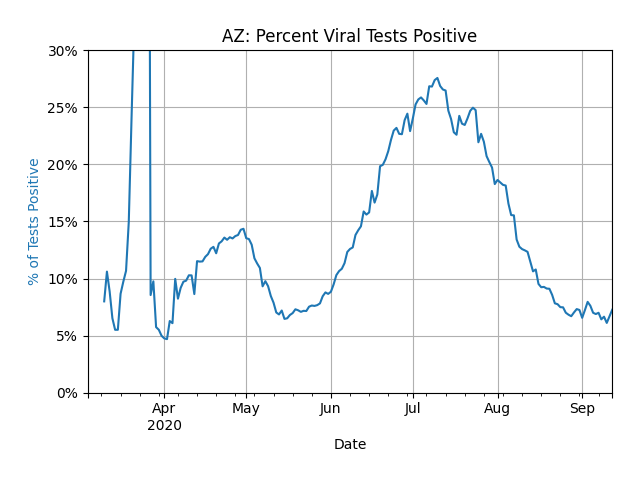 AZ: Percent Viral Tests Positive
30%
25%
20%
15%
10%
5%
0%
% of Tests Positive
Apr
2020
May
Jun
Jul
Aug
Sep
Date